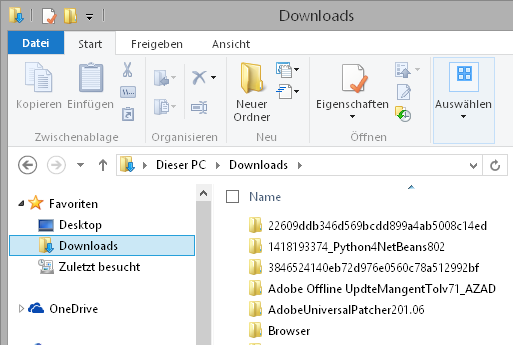 Downloads
Datei Start Freigeben Ansicht
Kopieren Einfügen Neuer Ordner Eigenschaften Auswählen
Zwischenablage Organisieren Neu Öffnen
Dieser PC Downloads
Favoriten
Desktop
Downloads
Zuletzt besucht
OneDrive
Name
22609ddb346d569bcdd899a4ab5008c14ed
1418193374_Python4NetBeans802
3846524140eb72d976e0560c78a512992bf
Adobe Offline UpdteMangentTolv71_AZAD
AdobeUniversalPatcher201.06
Browser